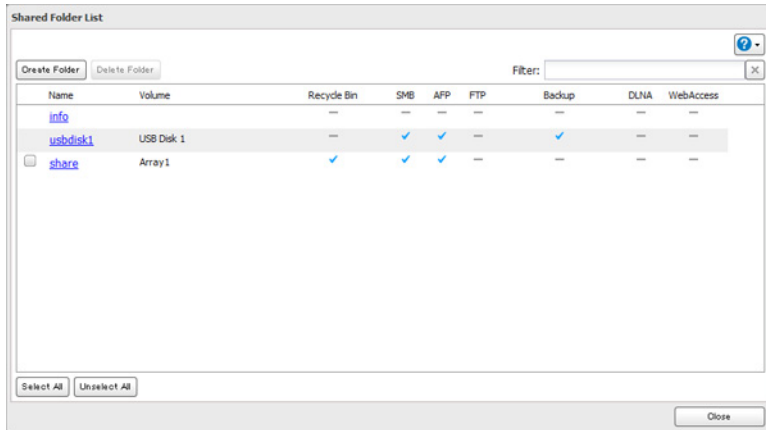 Shared Folder List
?
Create Folder Delete Folder Filter:
Name Volume Recycle Bin SMB AFP FTP Backup DLNA WebAccess
info — — — — — — —
usbdisk1 USB Disk 1 — ✔ ✔ — ✔ — —
share Array1 ✔ ✔ ✔ — — — —
Select All Unselect All
Close